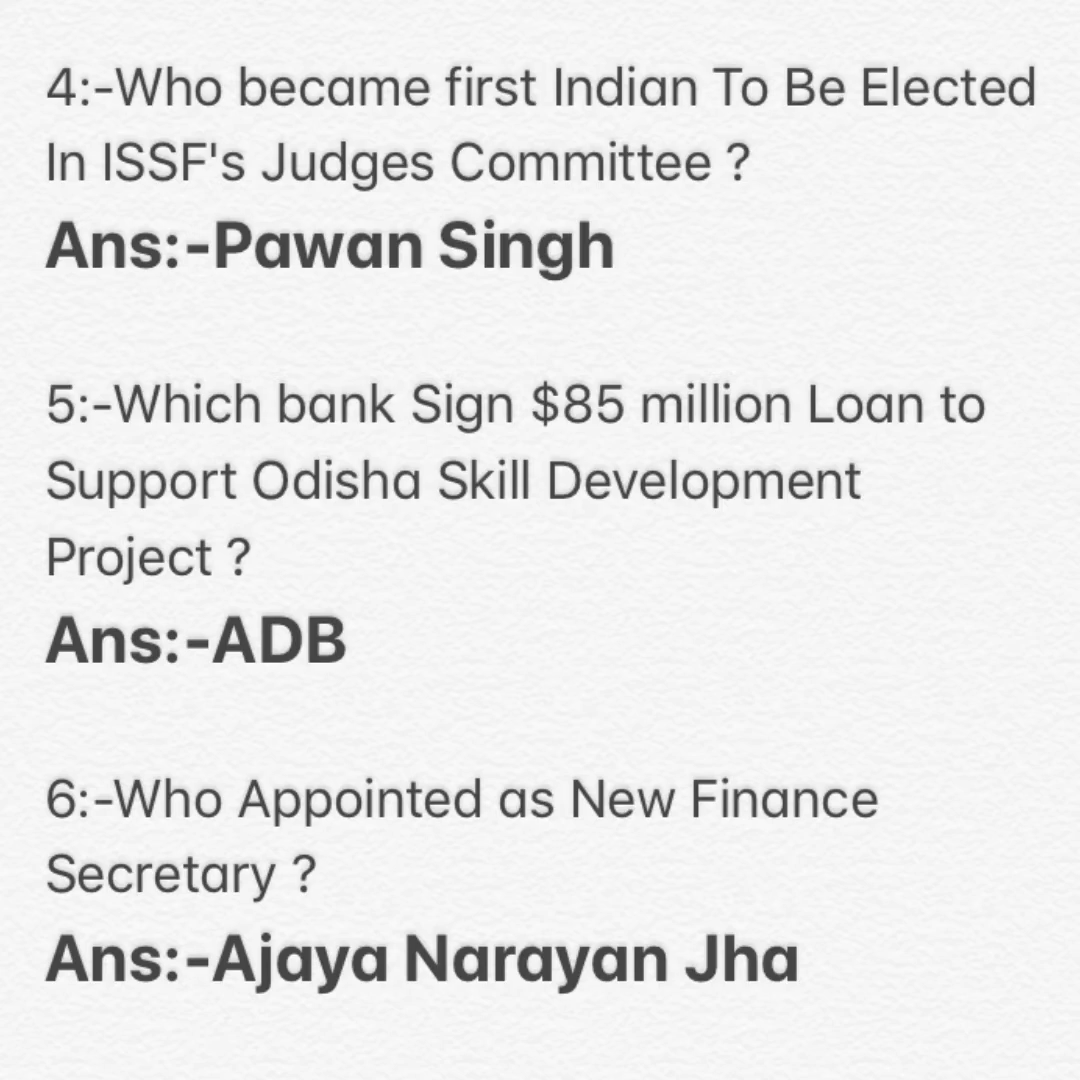 4:-Who became first Indian To Be Elected
In ISSF's Judges Committee ?
Ans:-Pawan Singh
5:-Which bank Sign $85 million Loan to
Support Odisha Skill Development
Project ?
Ans:-ADB
6:-Who Appointed as New Finance
Secretary ?
Ans:-Ajaya Narayan Jha